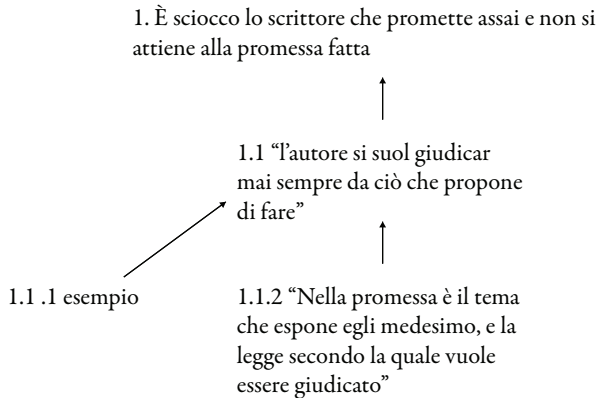 1. È sciocco lo scrittore che promette assai e non si
attiene alla promessa fatta
1.1 “l’autore si suol giudicar
mai sempre da ciò che propone
di fare”
1.1 .1 esempio
1.1.2 “Nella promessa è il tema
che espone egli medesimo, e la
legge secondo la quale vuole
essere giudicato”